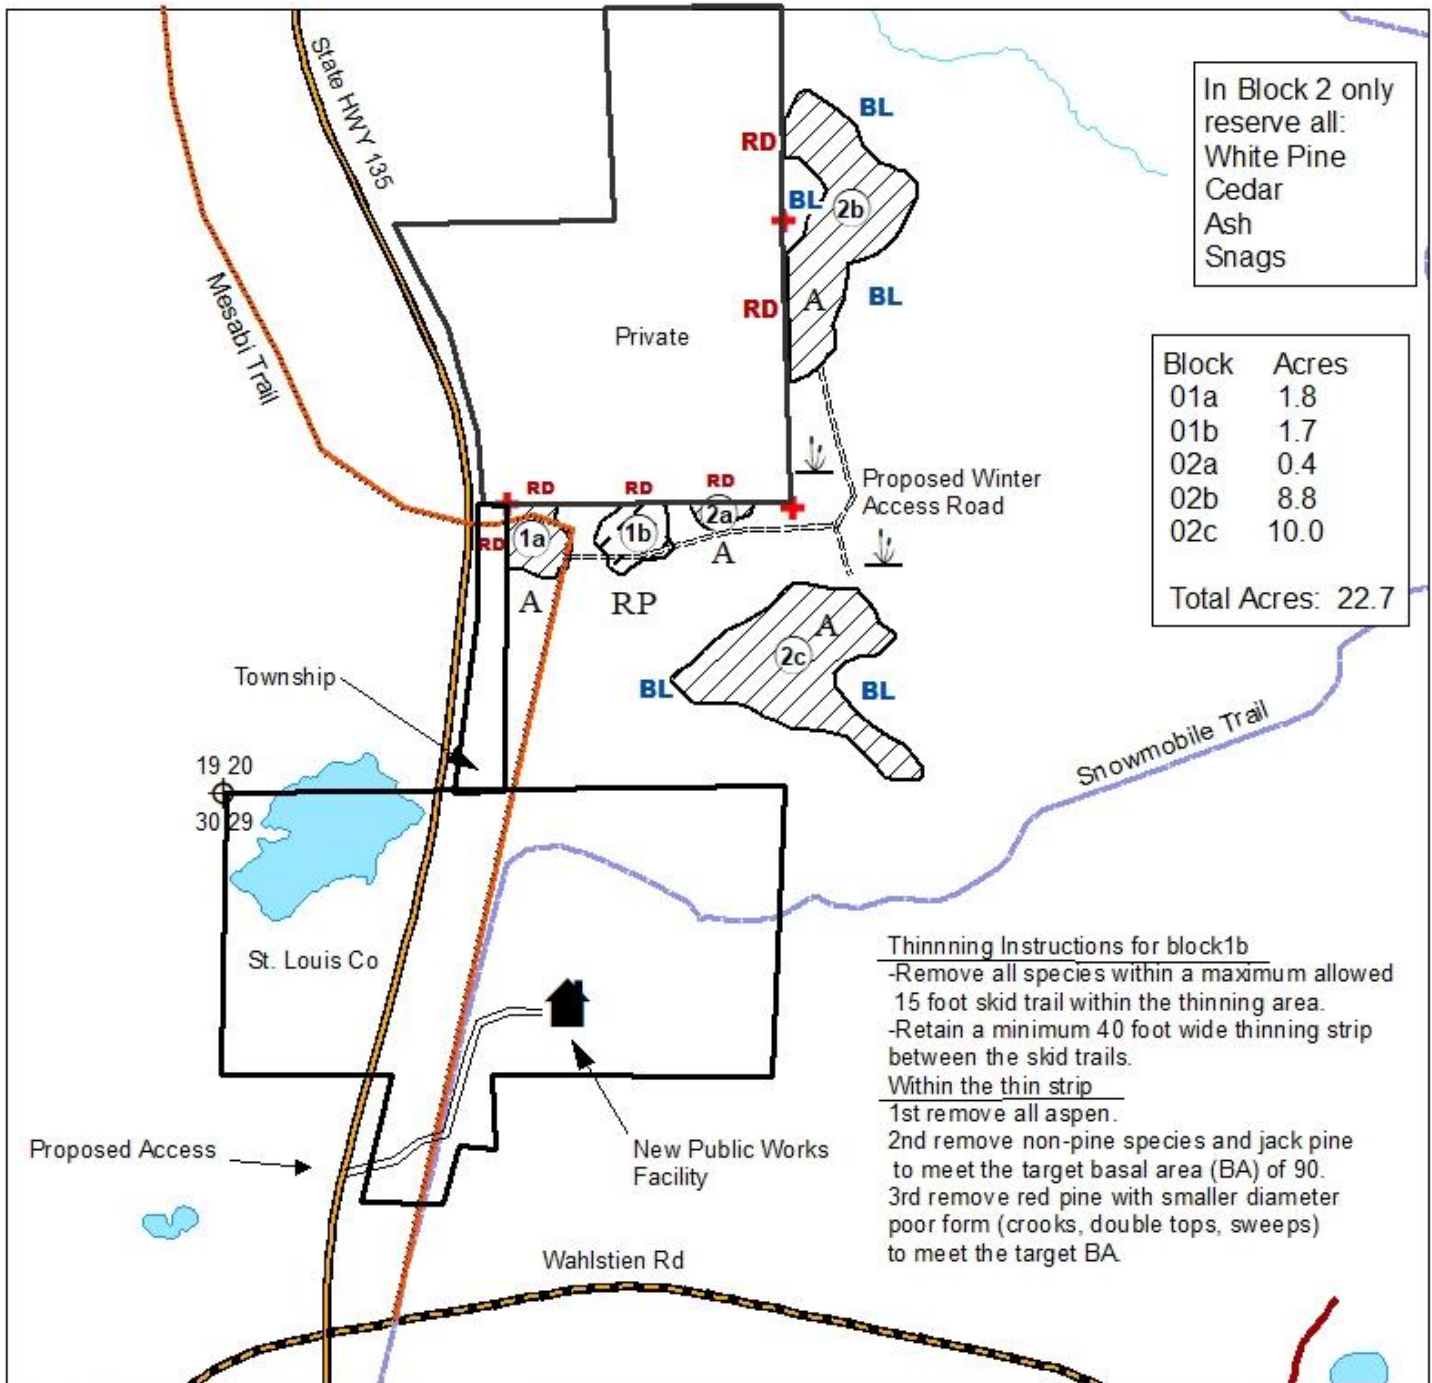 State HWY 135
BL
In Block 2 only
reserve all:
White Pine
Cedar
Ash
Snags
RD
BL
2b
Mesabi Trail
RD
A
BL
Private
Block Acres
01a 1.8
01b 1.7
02a 0.4
02b 8.8
02c 10.0
Total Acres: 22.7
RD
RD
RD
Proposed Winter
Access Road
RD
1a
1b
2a
A
A
RP
A
2c
BL
BL
Township
Snowmobile Trail
19 20
30 29
St. Louis Co
Thinnning Instructions for block1b
-Remove all species within a maximum allowed
15 foot skid trail within the thinning area.
-Retain a minimum 40 foot wide thinning strip
between the skid trails.
Within the thin strip
1st remove all aspen.
2nd remove non-pine species and jack pine
to meet the target basal area (BA) of 90.
3rd remove red pine with smaller diameter
poor form (crooks, double tops, sweeps)
to meet the target BA.
Proposed Access
New Public Works
Facility
Wahlstien Rd